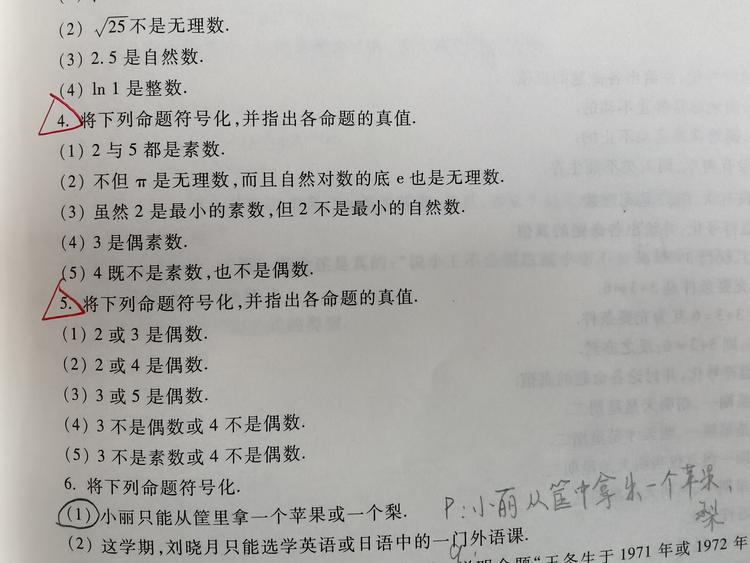 (2) √25不是无理数.
(3) 2.5 是自然数.
(4) ln 1 是整数.
4. 将下列命题符号化,并指出各命题的真值.
(1) 2 与 5 都是素数.
(2) 不但 π 是无理数,而且自然对数的底 e 也是无理数.
(3) 虽然 2 是最小的素数,但 2 不是最小的自然数.
(4) 3 是偶素数.
(5) 4 既不是素数,也不是偶数.
5. 将下列命题符号化,并指出各命题的真值.
(1) 2 或 3 是偶数.
(2) 2 或 4 是偶数.
(3) 3 或 5 是偶数.
(4) 3 不是偶数或 4 不是偶数.
(5) 3 不是素数或 4 不是偶数.
6. 将下列命题符号化.
(1) 小丽只能从筐里拿一个苹果或一个梨.
P:小丽从筐中拿 一个苹果,
梨
(2) 这学期,刘晓月只能选学英语或日语中的一门外语课.
q:
说明命题“王冬生于 1971 年或 1972 年